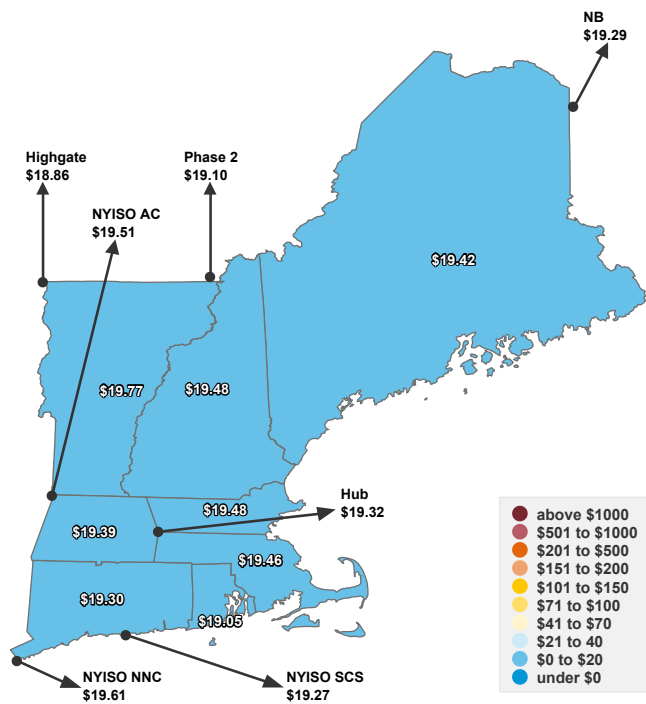 NB
$19.29
Highgate
$18.86
Phase 2
$19.10
NYISO AC
$19.51
$19.42
$19.77
$19.48
Hub
$19.32
$19.48
$19.39
$19.46
$19.30
$19.05
NYISO NNC
$19.61
NYISO SCS
$19.27
above $1000
$501 to $1000
$201 to $500
$151 to $200
$101 to $150
$71 to $100
$41 to $70
$21 to 40
$0 to $20
under $0